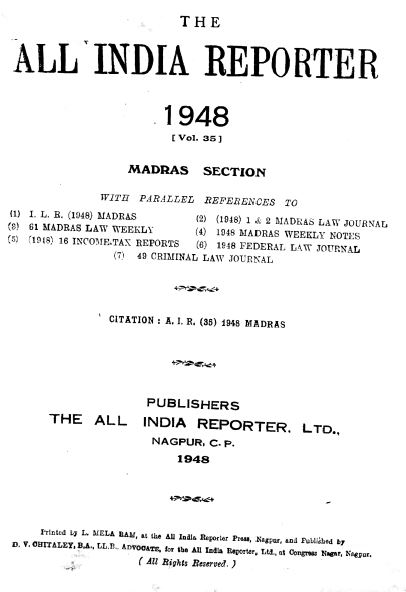 THE
ALL INDIA REPORTER
1948
[Vol. 35]
MADRAS SECTION
WITH PARALLEL REFERENCES TO
(1) I. L. R. (1948) MADRAS (2) (1948) 1 & 2 MADRAS LAW JOURNAL
(3) 61 MADRAS LAW WEEKLY (4) 1948 MADRAS WEEKLY NOTES
(5) (1948) 16 INCOME-TAX REPORTS (6) 1948 FEDERAL LAW JOURNAL
(7) 49 CRIMINAL LAW JOURNAL
CITATION : A. I. R. (35) 1948 MADRAS
PUBLISHERS
THE ALL INDIA REPORTER, LTD.,
NAGPUR, C. P.
1948
Printed by L. MELA RAM, at the All India Reporter Press, Nagpur, and Published by
D. V. CHITALEY, B.A., LL.B., ADVOCATE, for the All India Reporter, Ltd., at Congress Nagar, Nagpur.
( All Rights Reserved. )